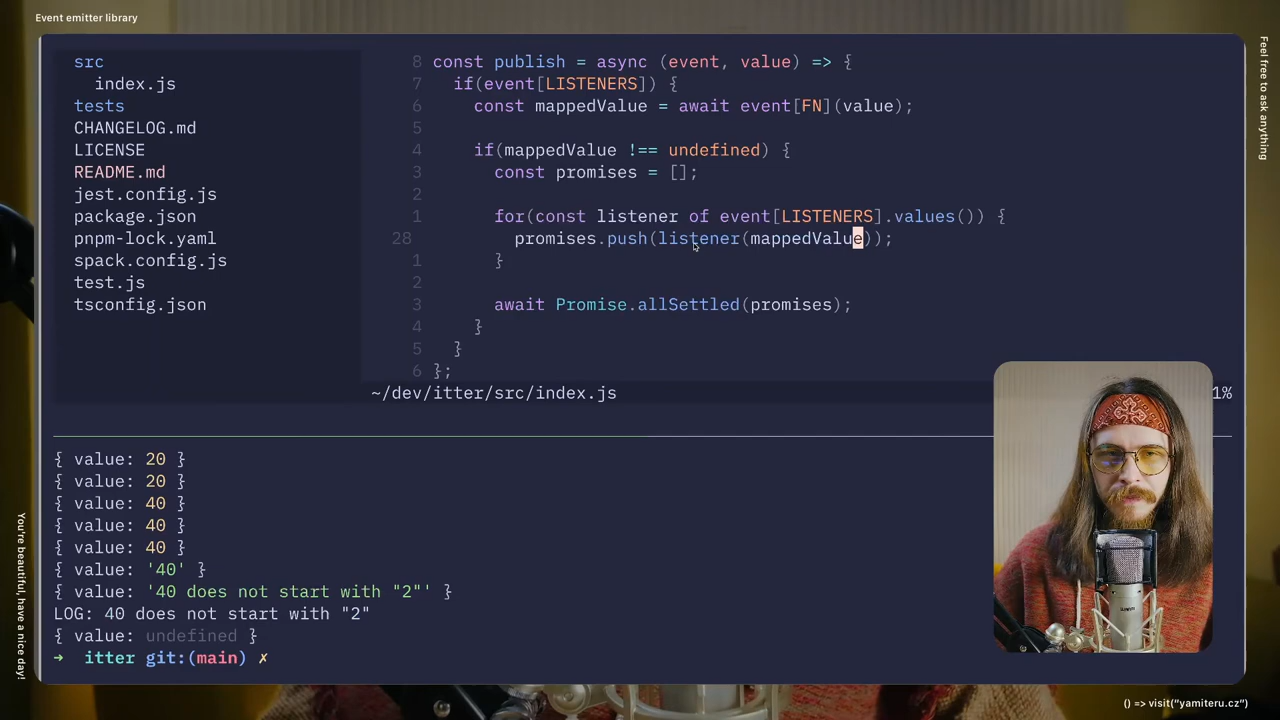 Event emitter library
src
index.js
tests
CHANGELOG.md
LICENSE
README.md
jest.config.js
package.json
pnpm-lock.yaml
spack.config.js
test.js
tsconfig.json
8 const publish = async (event, value) => {
7 if(event[LISTENERS]) {
6 const mappedValue = await event[FN](value);
5
4 if(mappedValue !== undefined) {
3 const promises = [];
2
1 for(const listener of event[LISTENERS].values()) {
28 promises.push(listener(mappedValue));
1 }
2
3 await Promise.allSettled(promises);
4 }
5 }
6 };
~/dev/itter/src/index.js
1%
{ value: 20 }
{ value: 20 }
{ value: 40 }
{ value: 40 }
{ value: 40 }
{ value: '40' }
{ value: '40 does not start with "2"' }
LOG: 40 does not start with "2"
{ value: undefined }
➜ itter git:(main) ✗
Feel free to ask anything
You're beautiful, have a nice day!
() => visit("yamiteru.cz")